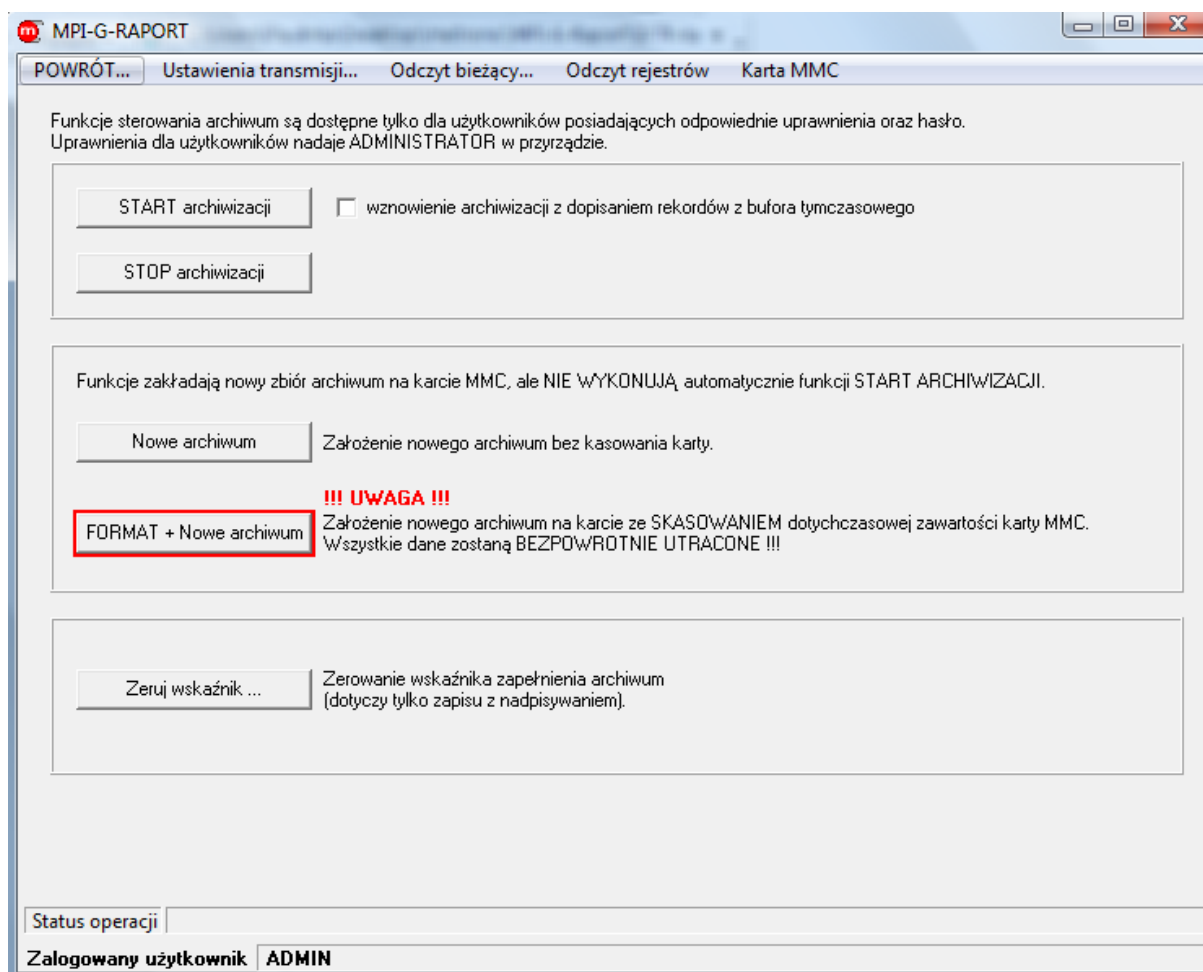 MPI-G-RAPORT
POWRÓT... Ustawienia transmisji... Odczyt bieżący... Odczyt rejestrów Karta MMC
Funkcje sterowania archiwum są dostępne tylko dla użytkowników posiadających odpowiednie uprawnienia oraz hasło.
Uprawnienia dla użytkowników nadaje ADMINISTRATOR w przyrządzie.
START archiwizacji wznowienie archiwizacji z dopisaniem rekordów z bufora tymczasowego
STOP archiwizacji
Funkcje zakładają nowy zbiór archiwum na karcie MMC, ale NIE WYKONUJĄ automatycznie funkcji START ARCHIWIZACJI.
Nowe archiwum Założenie nowego archiwum bez kasowania karty.
!!! UWAGA !!!
FORMAT + Nowe archiwum Założenie nowego archiwum na karcie ze SKASOWANIEM dotychczasowej zawartości karty MMC.
Wszystkie dane zostaną BEZPOWROTNIE UTRACONE !!!
Zeruj wskaźnik ... Zerowanie wskaźnika zapełnienia archiwum
(dotyczy tylko zapisu z nadpisywaniem).
Status operacji
Zalogowany użytkownik ADMIN